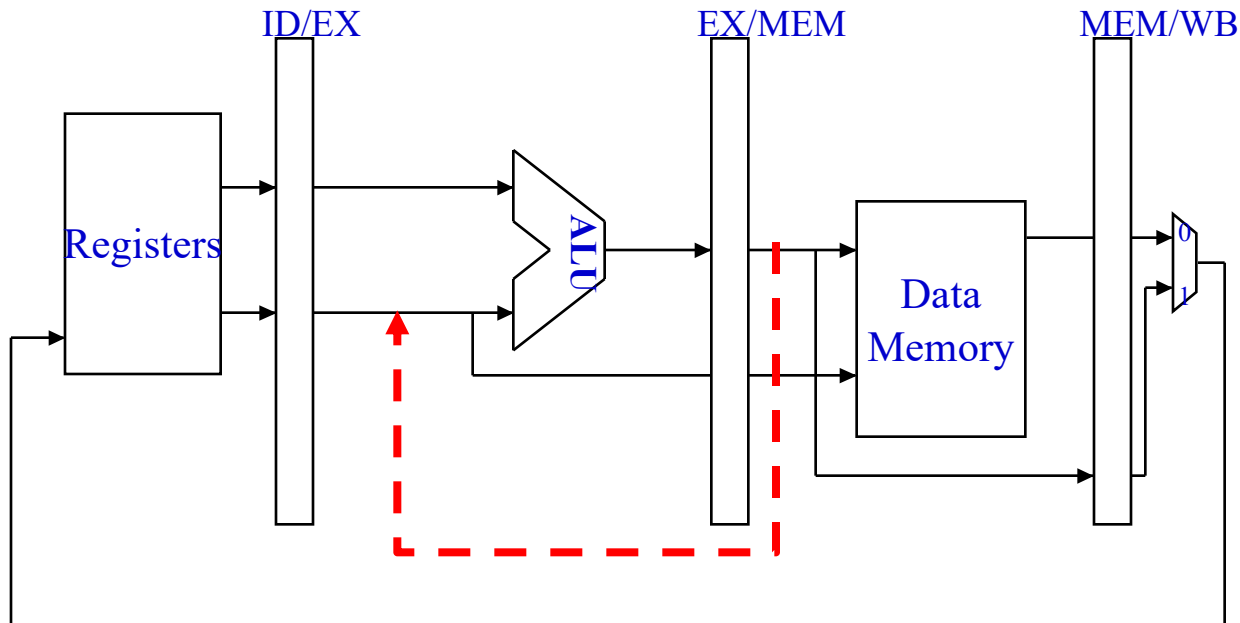 ID/EX
EX/MEM
MEM/WB
Registers
ALU
Data
Memory
0
1